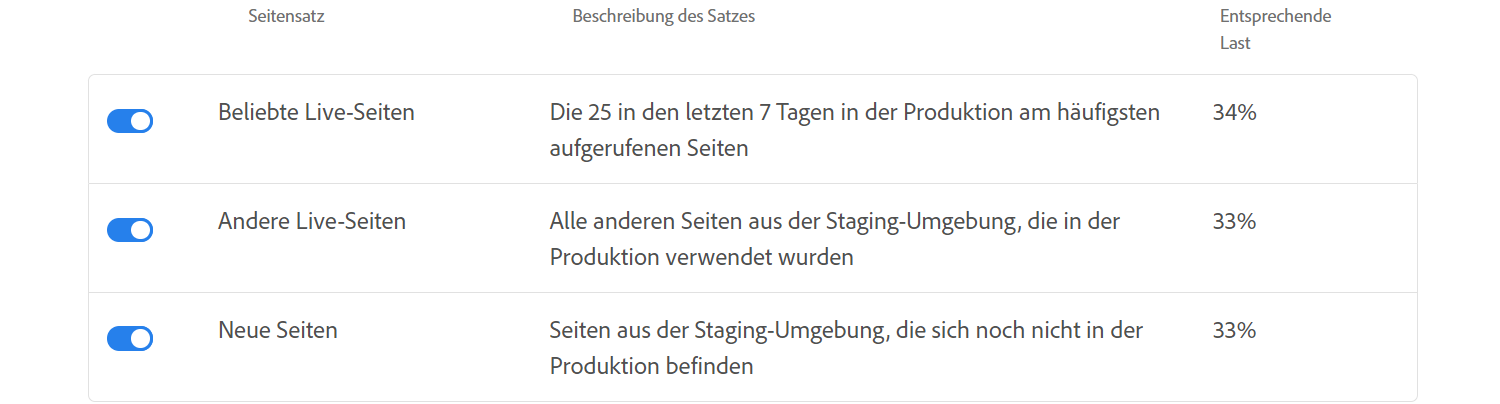 Seitensatz
Beschreibung des Satzes
Entsprechende
Last
Beliebte Live-Seiten
Die 25 in den letzten 7 Tagen in der Produktion am häufigsten
aufgerufenen Seiten
34%
Andere Live-Seiten
Alle anderen Seiten aus der Staging-Umgebung, die in der
Produktion verwendet wurden
33%
Neue Seiten
Seiten aus der Staging-Umgebung, die sich noch nicht in der
Produktion befinden
33%